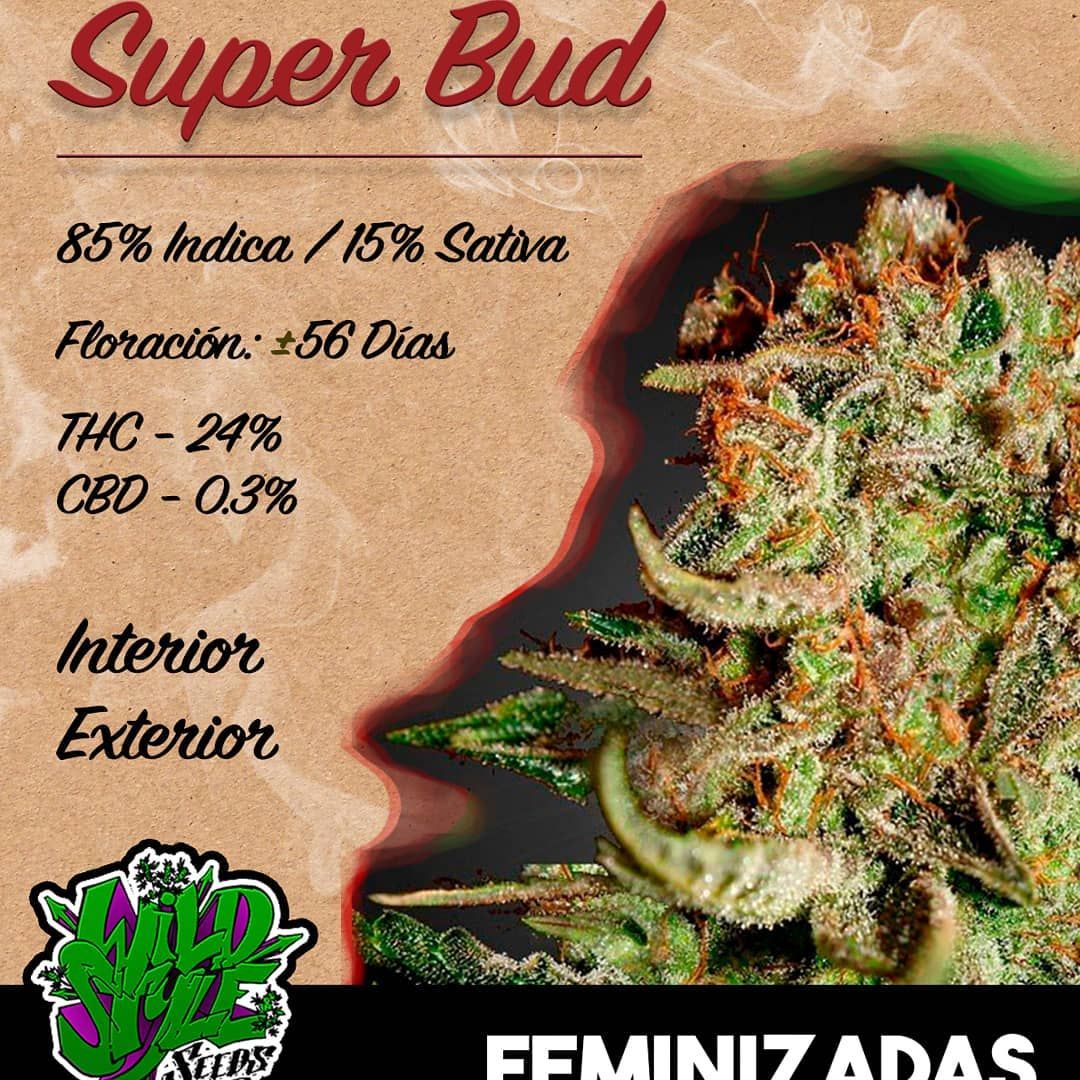 Super Bud
85% Indica / 15% Sativa
Floración: ±56 Días
THC - 24%
CBD - 0.3%
Interior
Exterior
WILD
STYLE
SEEDS
FEMINIZADAS